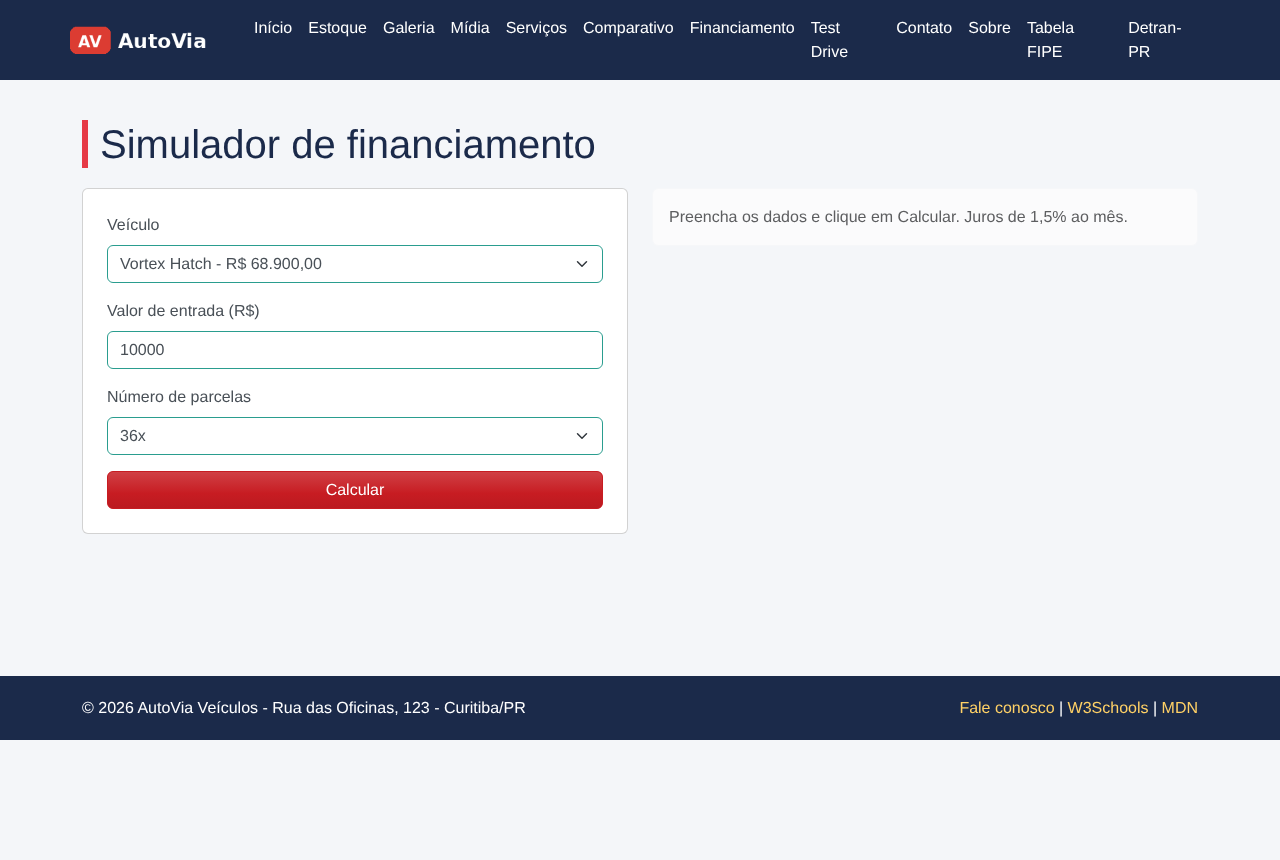 AV AutoVia
Início Estoque Galeria Mídia Serviços Comparativo Financiamento Test Drive Contato Sobre Tabela FIPE Detran-PR
Simulador de financiamento
Veículo
Vortex Hatch - R$ 68.900,00
Valor de entrada (R$)
10000
Número de parcelas
36x
Calcular
Preencha os dados e clique em Calcular. Juros de 1,5% ao mês.
© 2026 AutoVia Veículos - Rua das Oficinas, 123 - Curitiba/PR
Fale conosco | W3Schools | MDN